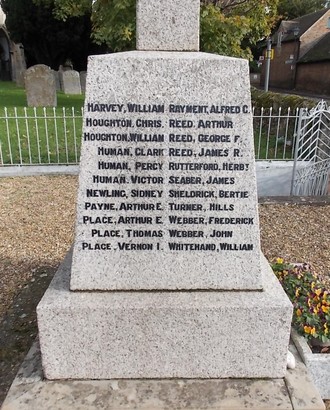 HARVEY, WILLIAM RAYMENT, ALFRED C.
HOUGHTON, CHRIS. REED, ARTHUR
HOUGHTON, WILLIAM REED, GEORGE F.
HUMAN, CLARK REED, JAMES R.
HUMAN, PERCY RUTTERFORD, HERBT
HUMAN, VICTOR SEABER, JAMES
NEWLING, SIDNEY SHELDRICK, BERTIE
PAYNE, ARTHUR E. TURNER, HILLS
PLACE, ARTHUR E. WEBBER, FREDERICK
PLACE, THOMAS WEBBER, JOHN
PLACE, VERNON I. WHITEHAND, WILLIAM